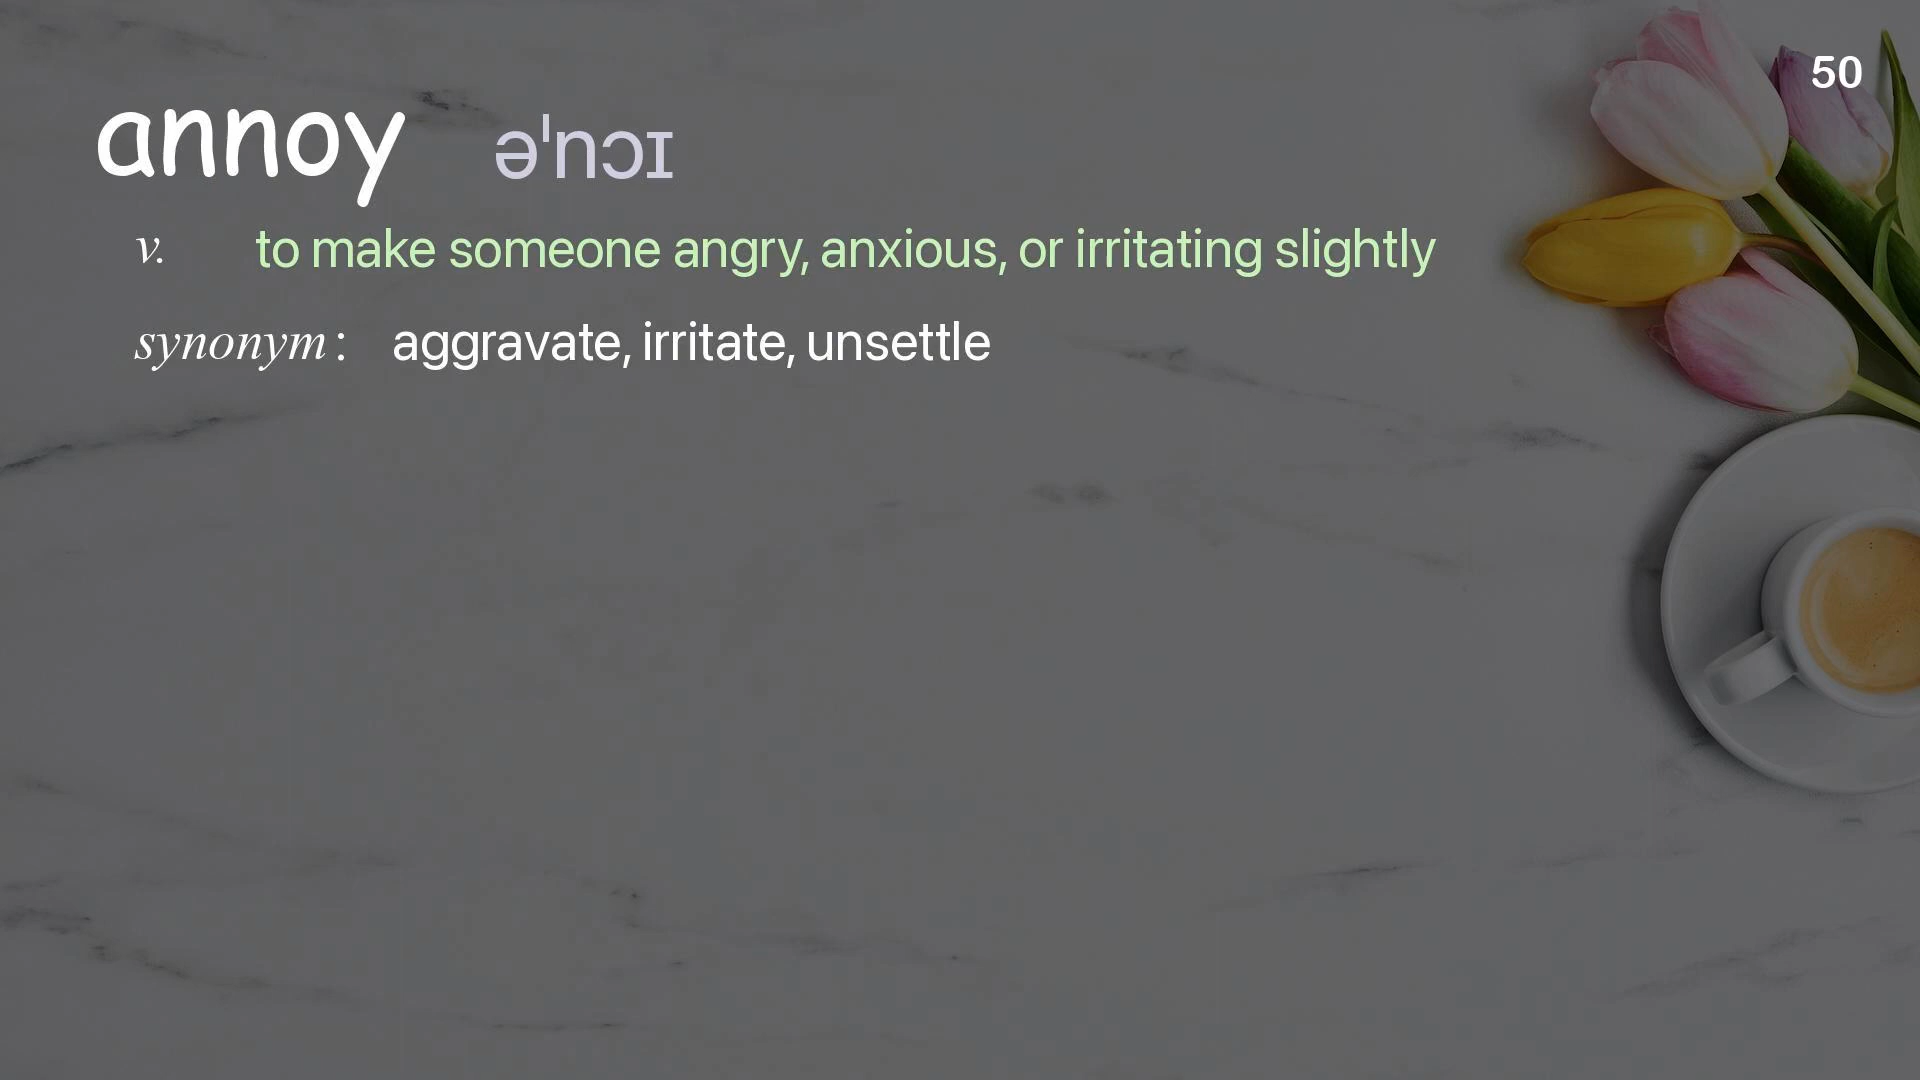 50
annoy əˈnɔɪ
v. to make someone angry, anxious, or irritating slightly
synonym : aggravate, irritate, unsettle